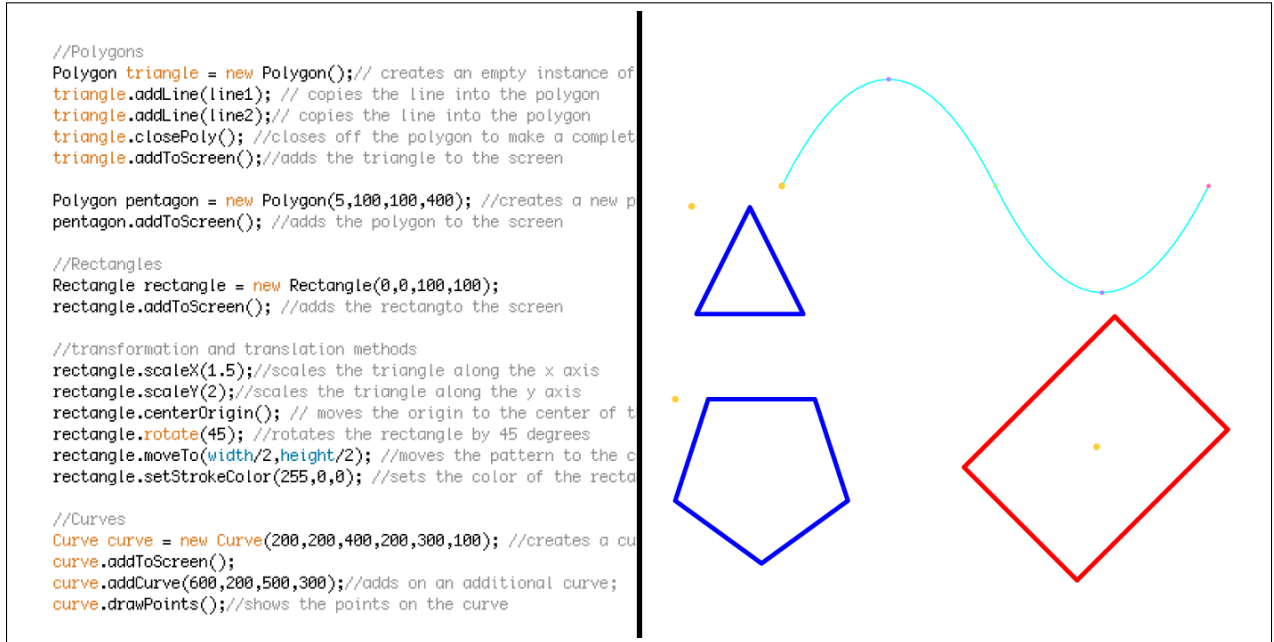 //Polygons
Polygon triangle = new Polygon();// creates an empty instance of
triangle.addLine(line1); // copies the line into the polygon
triangle.addLine(line2);// copies the line into the polygon
triangle.closePoly(); //closes off the polygon to make a complet
triangle.addToScreen();//adds the triangle to the screen
Polygon pentagon = new Polygon(5,100,100,400); //creates a new p
pentagon.addToScreen(); //adds the polygon to the screen
//Rectangles
Rectangle rectangle = new Rectangle(0,0,100,100);
rectangle.addToScreen(); //adds the rectangto the screen
//transformation and translation methods
rectangle.scaleX(1.5);//scales the triangle along the x axis
rectangle.scaleY(2);//scales the triangle along the y axis
rectangle.centerOrigin(); // moves the origin to the center of t
rectangle.rotate(45); //rotates the rectangle by 45 degrees
rectangle.moveTo(width/2,height/2); //moves the pattern to the c
rectangle.setStrokeColor(255,0,0); //sets the color of the recta
//Curves
Curve curve = new Curve(200,200,400,200,300,100); //creates a cu
curve.addToScreen();
curve.addCurve(600,200,500,300);//adds on an additional curve;
curve.drawPoints();//shows the points on the curve